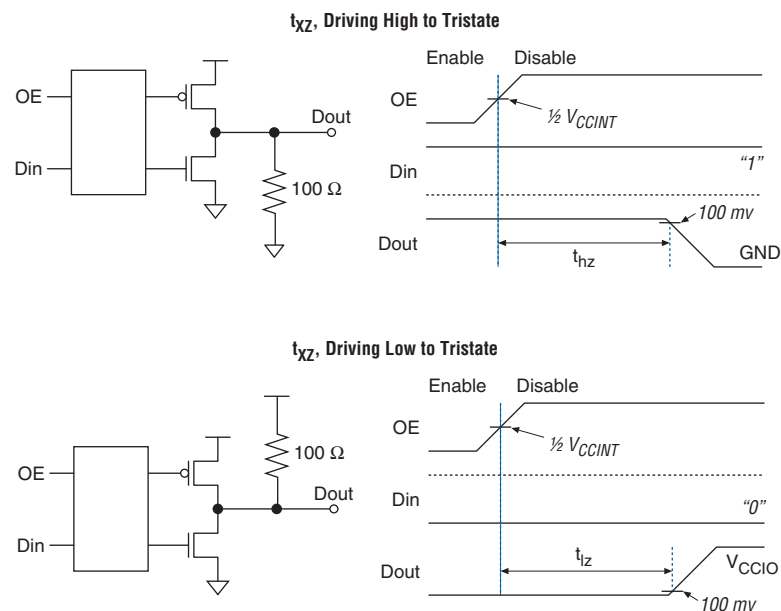 tXZ, Driving High to Tristate
Enable Disable
OE
Din
Dout
100 Ω
OE
½ VCCINT
Din
"1"
Dout
100 mv
thz
GND
tXZ, Driving Low to Tristate
Enable Disable
100 Ω
OE
Din
Dout
OE
½ VCCINT
Din
"0"
Dout
tlz
VCCIO
100 mv